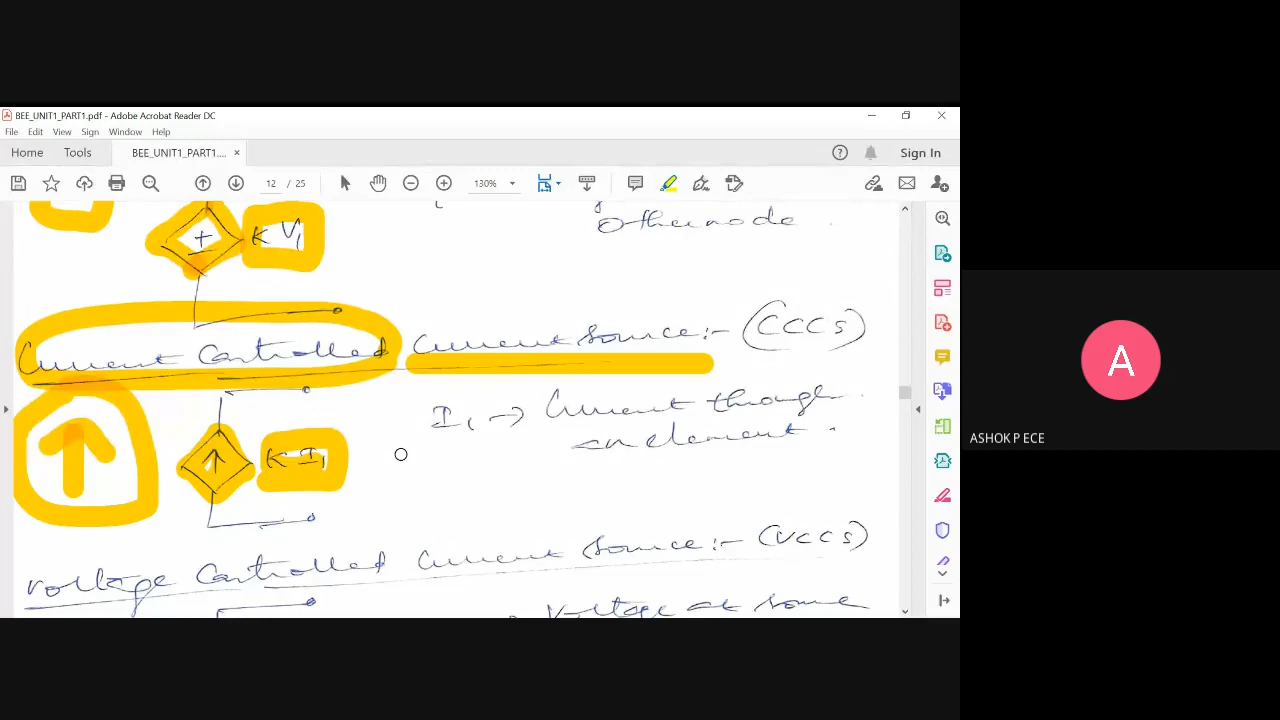 BEE_UNIT1_PART1.pdf - Adobe Acrobat Reader DC
File Edit View Window Sign Help
Home Tools BEE_UNIT1_PART1.... × Sign In
12 / 25 130%
other node .
+ K V1
Current Controlled Current Source:- (CCCS)
I1 → Current through
an element .
K I1
Voltage Controlled Current Source:- (VCCS)
Voltage at some
A
ASHOK P ECE